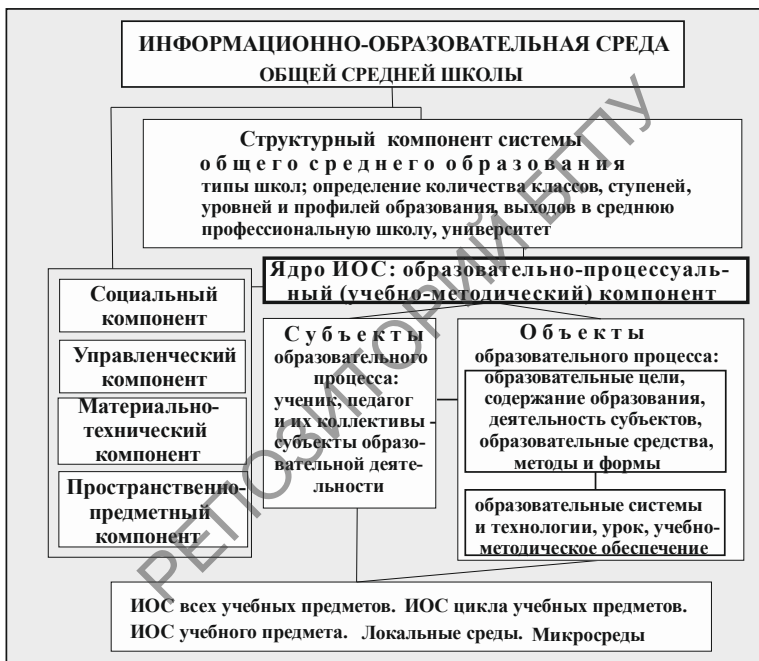 ИНФОРМАЦИОННО-ОБРАЗОВАТЕЛЬНАЯ СРЕДА
ОБЩЕЙ СРЕДНЕЙ ШКОЛЫ
Структурный компонент системы
общего среднего образования
типы школ; определение количества классов, ступеней,
уровней и профилей образования, выходов в среднюю
профессиональную школу, университет
Ядро ИОС: образовательно-процессуаль-
ный (учебно-методический) компонент
Социальный
компонент
Управленческий
компонент
Материально-
технический
компонент
Пространственно-
предметный
компонент
Субъекты
образовательного
процесса:
ученик, педагог
и их коллективы -
субъекты образо-
вательной деяте-
льности
Объекты
образовательного процесса:
образовательные цели,
содержание образования,
деятельность субъектов,
образовательные средства,
методы и формы
образовательные системы
и технологии, урок, учебно-
методическое обеспечение
ИОС всех учебных предметов. ИОС цикла учебных предметов.
ИОС учебного предмета. Локальные среды. Микросреды
РЕПОЗИТОРИЙ БГПУ